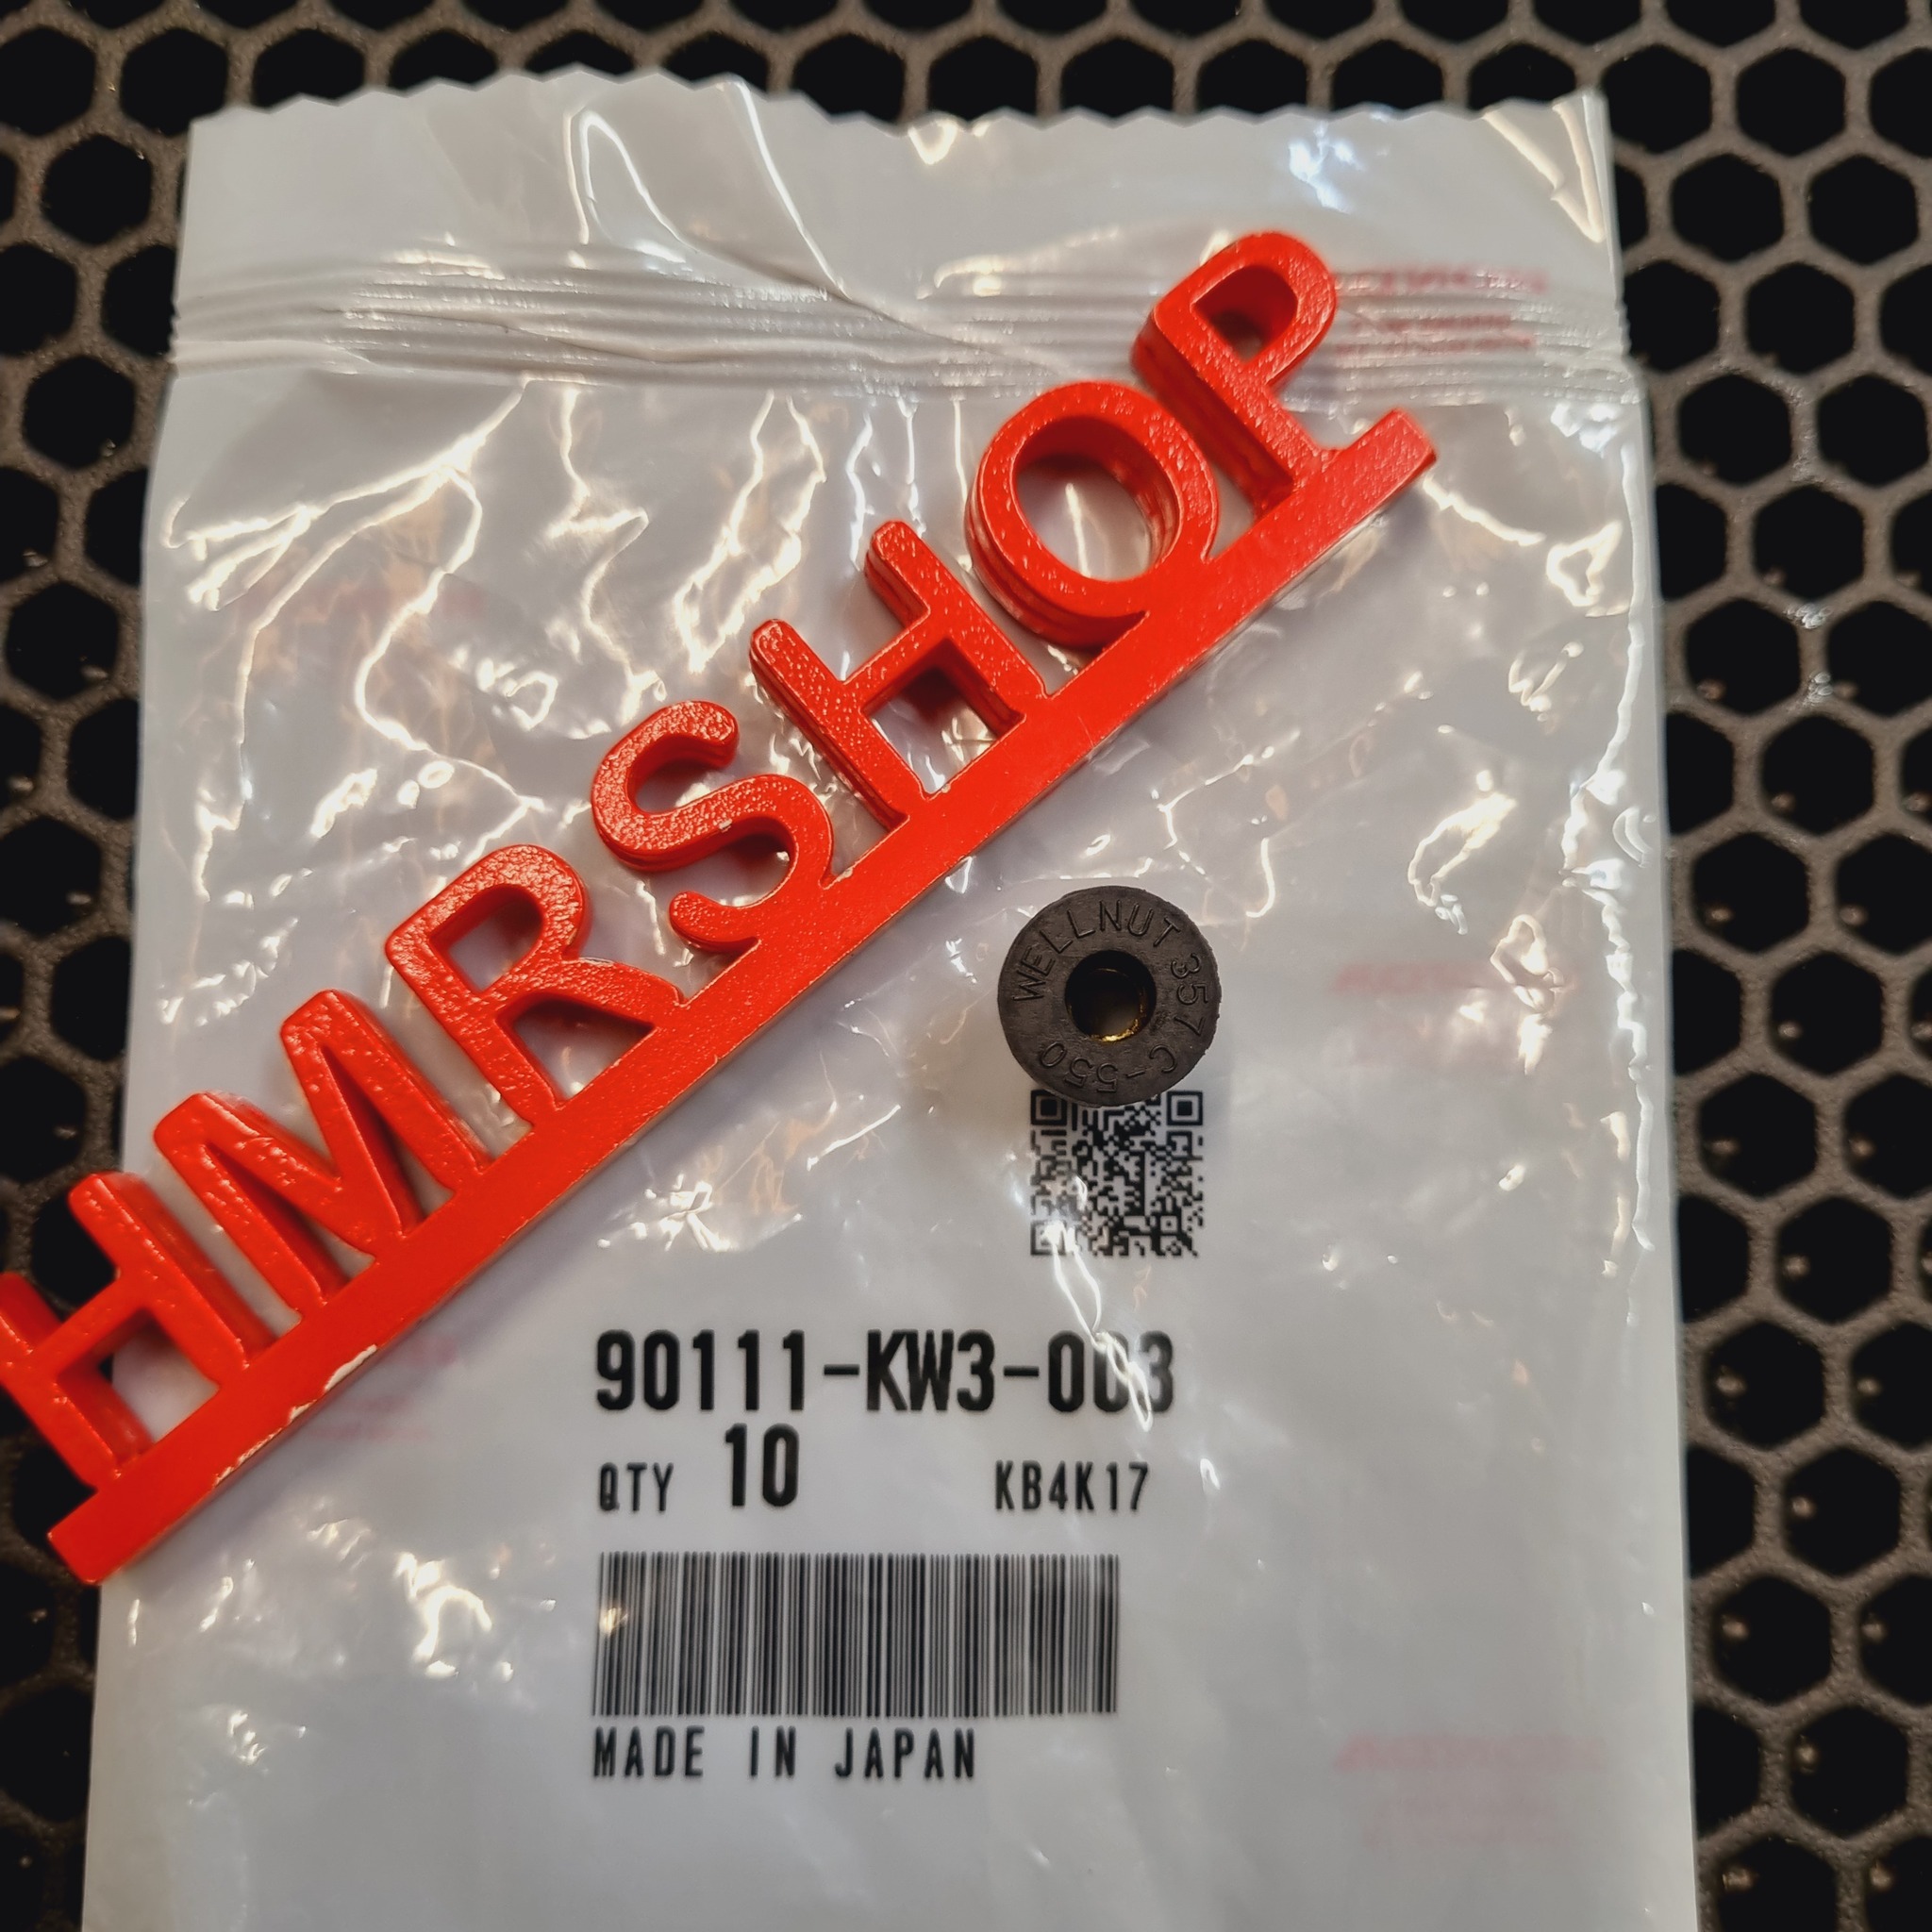 HMRSHOP
WELLNUT 357 C-550
90111-KW3-003
QTY 10 KB4K17
MADE IN JAPAN